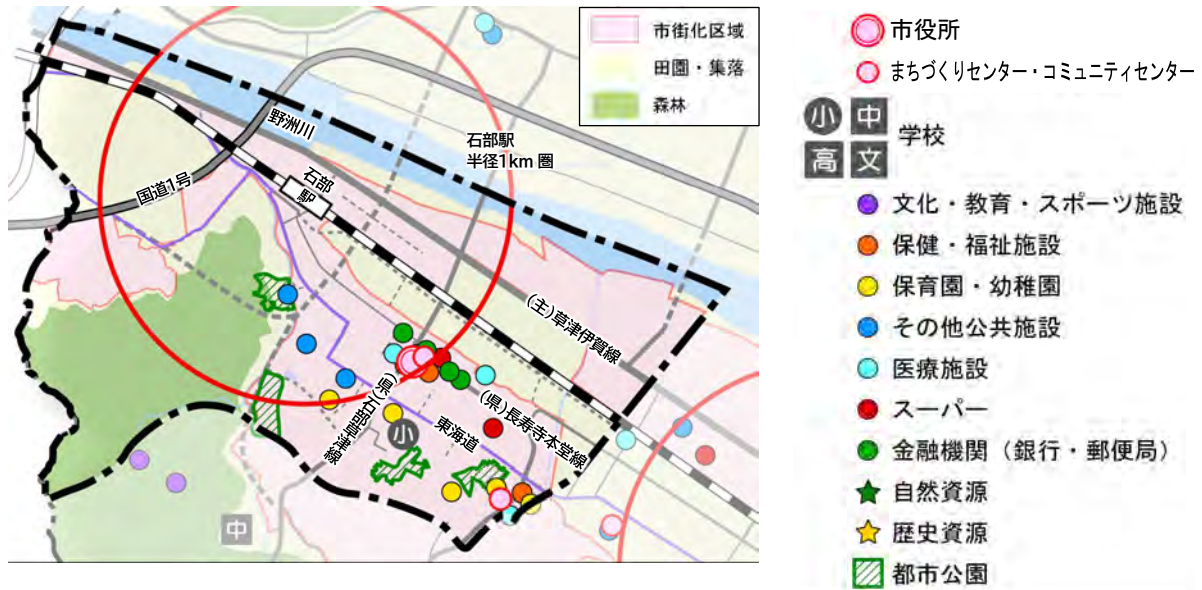 市街化区域
田園・集落
森林
野洲川
石部駅
半径1km 圏
国道1号
石部
駅
(主)草津伊賀線
(県)石部草津線
(県)長寿寺本堂線
東海道
小
中
市役所
まちづくりセンター・コミュニティセンター
小 中
高 文
学校
文化・教育・スポーツ施設
保健・福祉施設
保育園・幼稚園
その他公共施設
医療施設
スーパー
金融機関（銀行・郵便局）
自然資源
歴史資源
都市公園